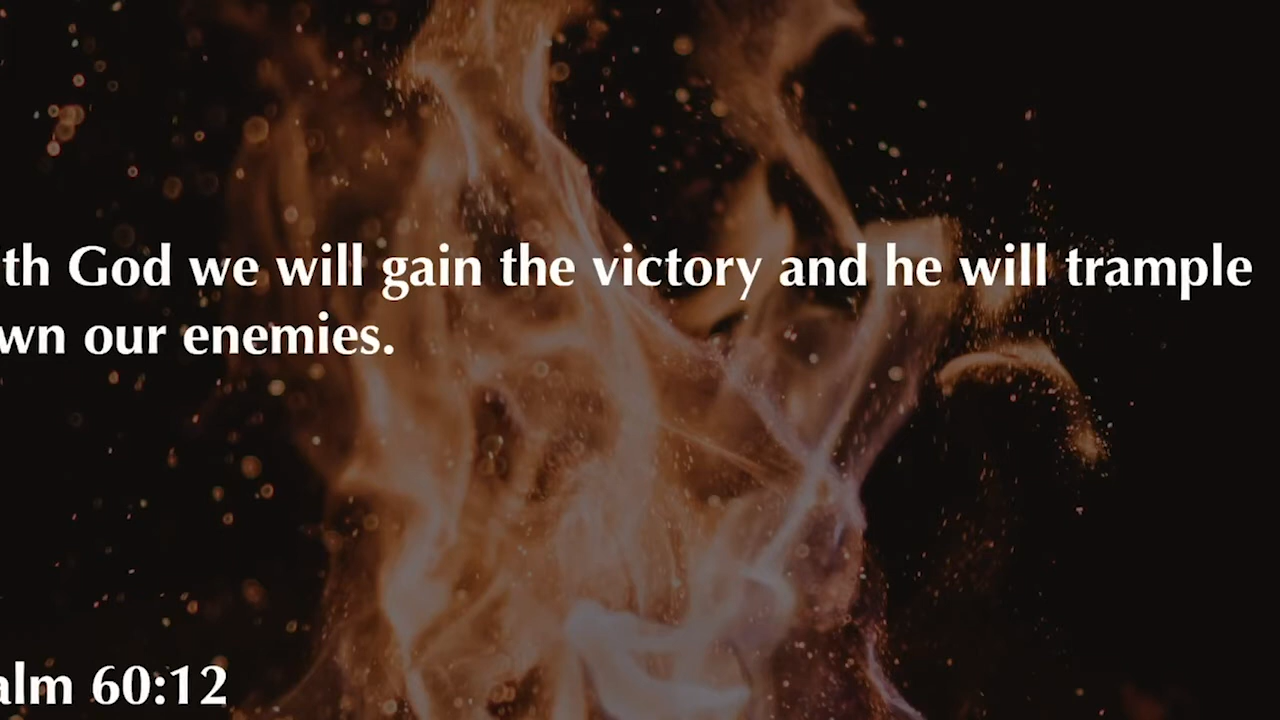 th God we will gain the victory and he will trample
wn our enemies.
alm 60:12